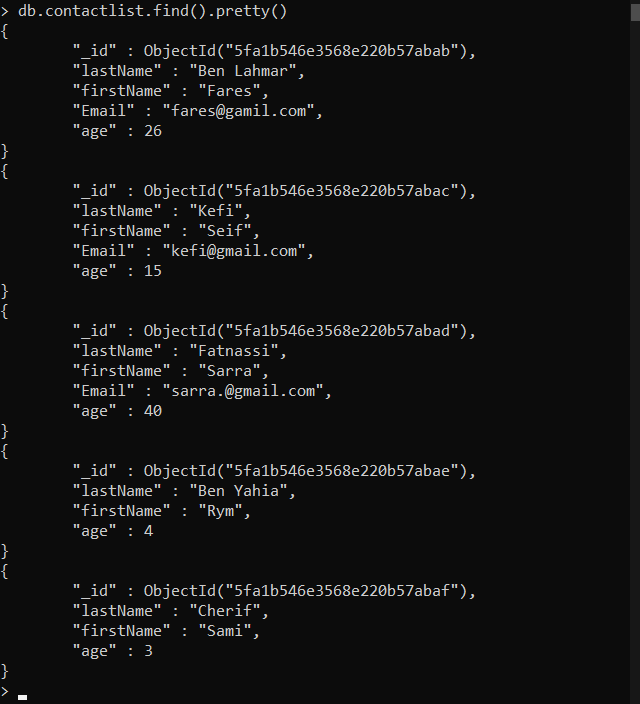 > db.contactlist.find().pretty()
{
"_id" : ObjectId("5fa1b546e3568e220b57abab"),
"lastName" : "Ben Lahmar",
"firstName" : "Fares",
"Email" : "fares@gamil.com",
"age" : 26
}
{
"_id" : ObjectId("5fa1b546e3568e220b57abac"),
"lastName" : "Kefi",
"firstName" : "Seif",
"Email" : "kefi@gmail.com",
"age" : 15
}
{
"_id" : ObjectId("5fa1b546e3568e220b57abad"),
"lastName" : "Fatnassi",
"firstName" : "Sarra",
"Email" : "sarra.@gmail.com",
"age" : 40
}
{
"_id" : ObjectId("5fa1b546e3568e220b57abae"),
"lastName" : "Ben Yahia",
"firstName" : "Rym",
"age" : 4
}
{
"_id" : ObjectId("5fa1b546e3568e220b57abaf"),
"lastName" : "Cherif",
"firstName" : "Sami",
"age" : 3
}
>